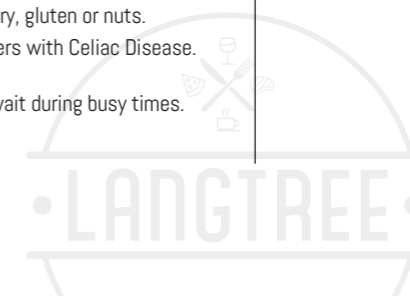 ry, gluten or nuts.
ers with Celiac Disease.
vait during busy times.
• LANGTREE •